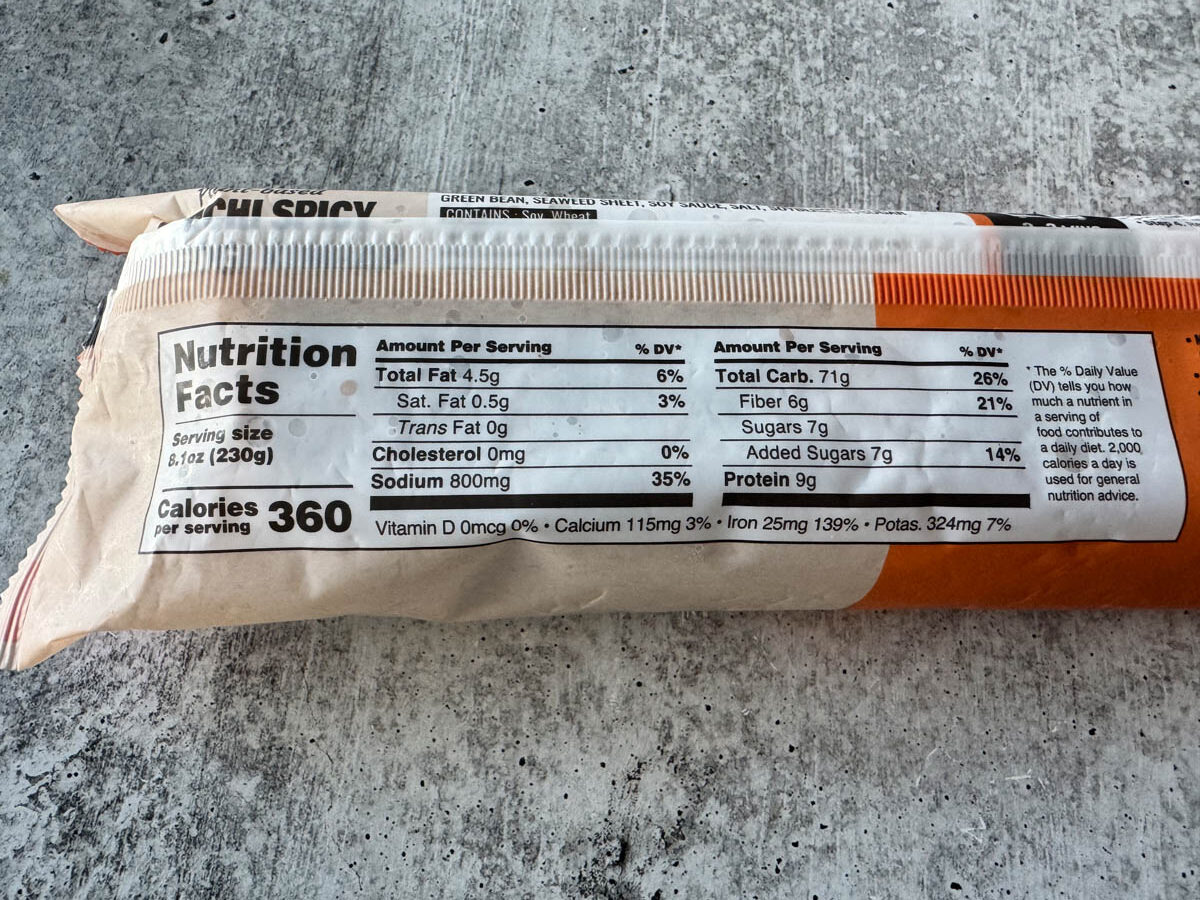 Plant-based
CHI SPICY
GREEN BEAN, SEAWEED SHEET, SOY SAUCE, SALT,
CONTAINS: Soy, Wheat
Nutrition
Facts
Serving size
8.1oz (230g)
Calories
per serving 360
Amount Per Serving % DV*
Total Fat 4.5g 6%
Sat. Fat 0.5g 3%
Trans Fat 0g
Cholesterol 0mg 0%
Sodium 800mg 35%
Amount Per Serving % DV*
Total Carb. 71g 26%
Fiber 6g 21%
Sugars 7g
Added Sugars 7g 14%
Protein 9g
Vitamin D 0mcg 0% • Calcium 115mg 3% • Iron 25mg 139% • Potas. 324mg 7%
* The % Daily Value
(DV) tells you how
much a nutrient in
a serving of
food contributes to
a daily diet. 2,000
calories a day is
used for general
nutrition advice.